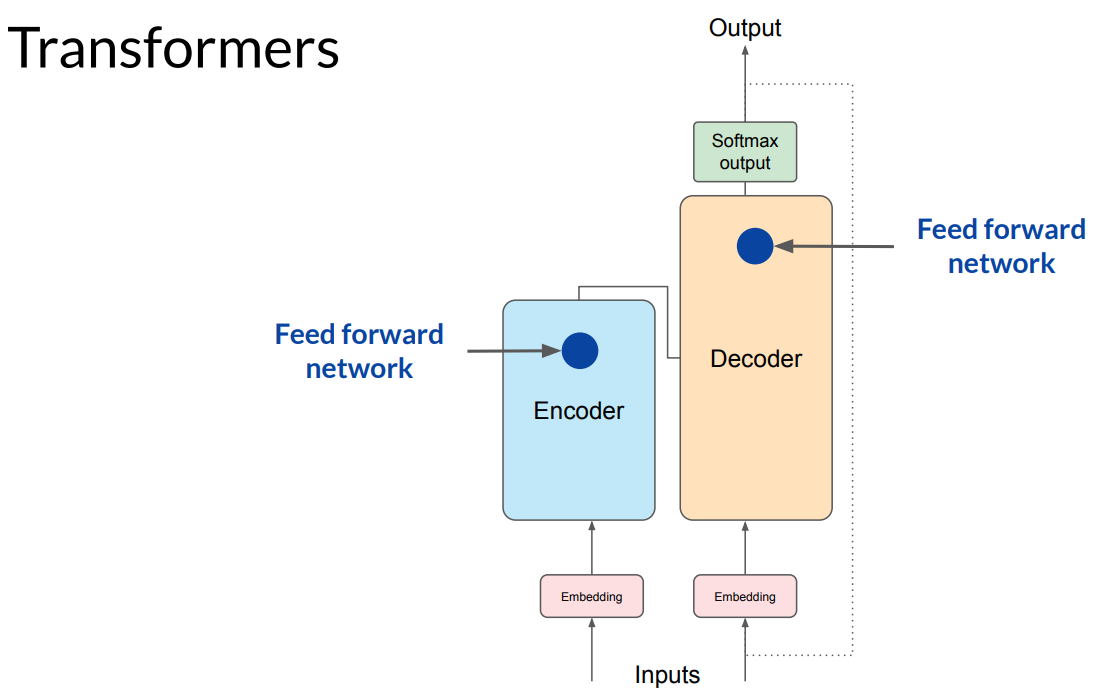 Transformers
Output
Softmax
output
Feed forward
network
Feed forward
network
Decoder
Encoder
Embedding
Embedding
Inputs